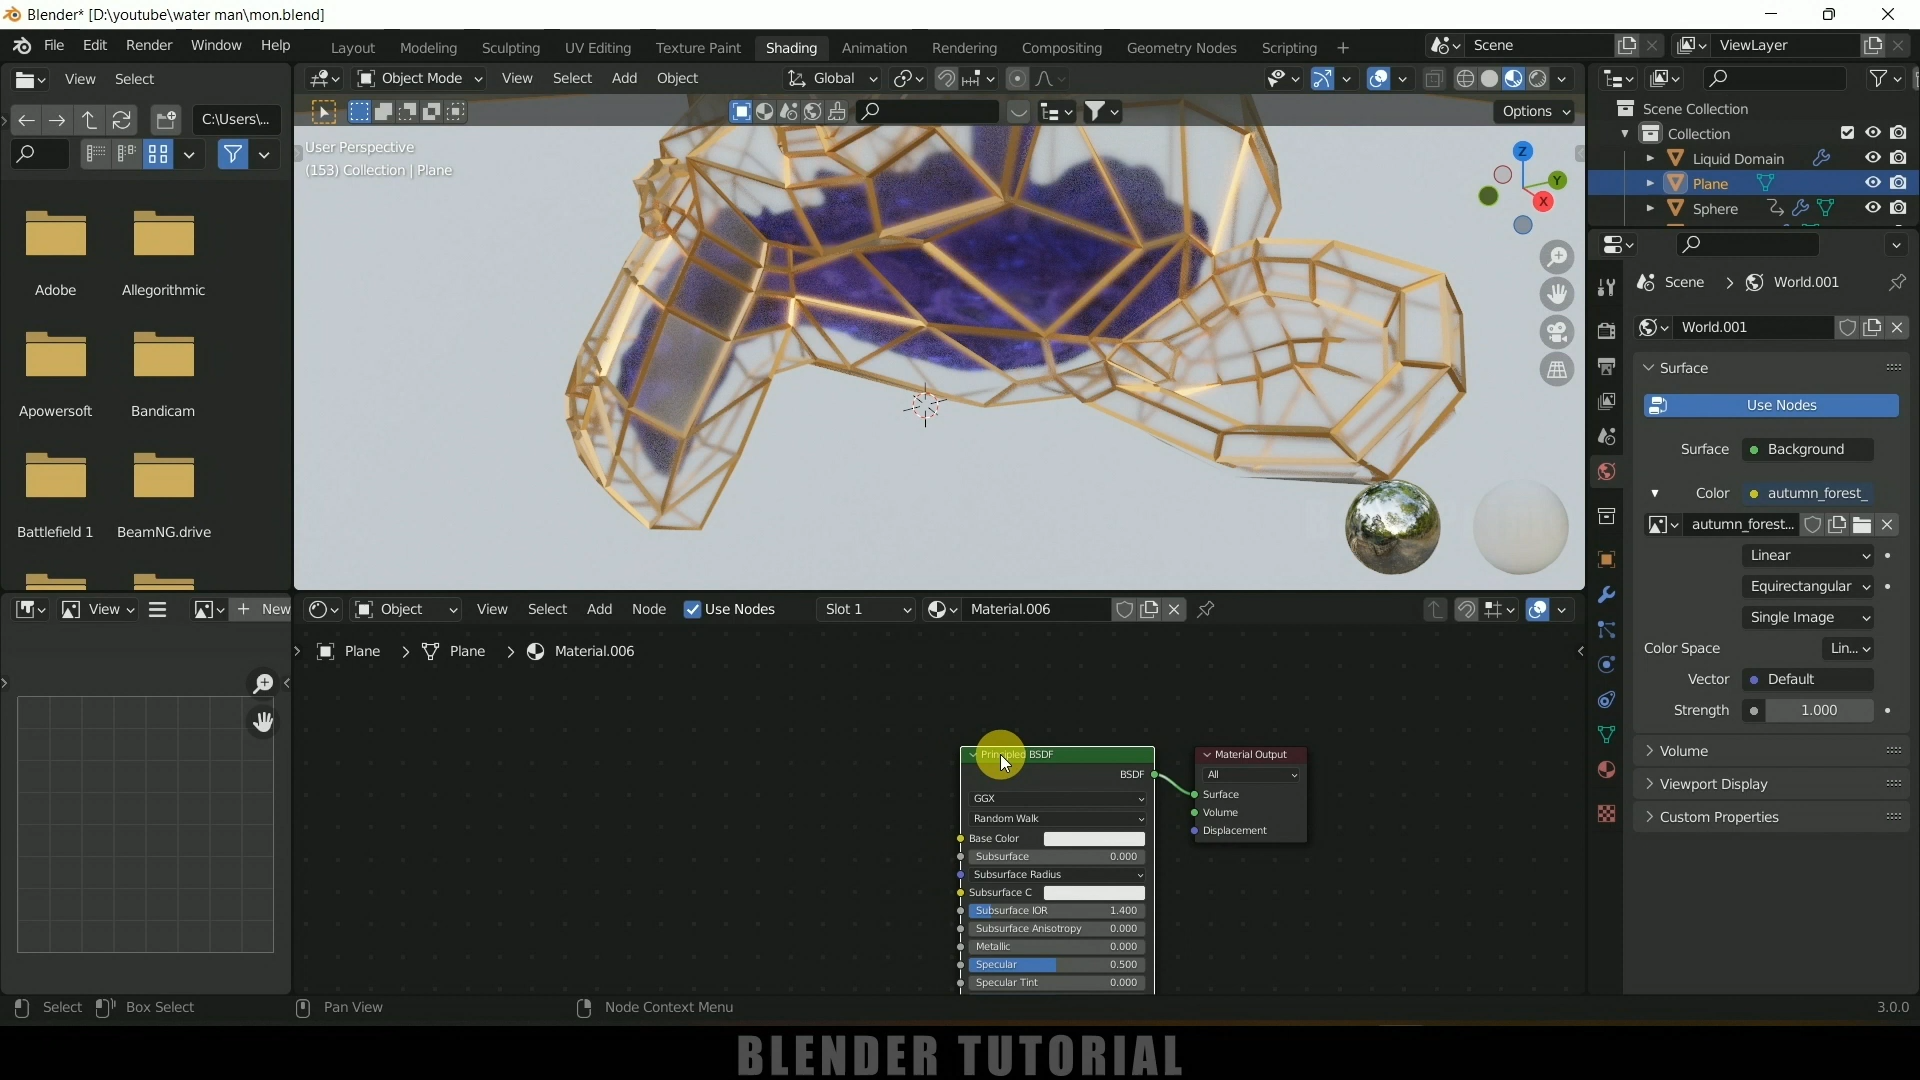 Blender* [D:\youtube\water man\mon.blend]
File Edit Render Window Help
Layout Modeling Sculpting UV Editing Texture Paint Shading Animation Rendering Compositing Geometry Nodes Scripting +
Scene
ViewLayer
View Select
Object Mode View Select Add Object
Global
C:\Users\...
Options
User Perspective
(153) Collection | Plane
Z
Y
X
Scene Collection
Collection
Liquid Domain
Plane
Sphere
Adobe Allegorithmic
Apowersoft Bandicam
Battlefield 1 BeamNG.drive
Scene > World.001
World.001
Surface
Use Nodes
Surface Background
Color autumn_forest_
autumn_forest...
Linear
Equirectangular
Single Image
Color Space Lin...
Vector Default
Strength 1.000
Volume
Viewport Display
Custom Properties
View
+ New
Object View Select Add Node Use Nodes Slot 1 Material.006
Plane > Plane > Material.006
Principled BSDF
BSDF
GGX
Random Walk
Base Color
Subsurface 0.000
Subsurface Radius
Subsurface C
Subsurface IOR 1.400
Subsurface Anisotropy 0.000
Metallic 0.000
Specular 0.500
Specular Tint 0.000
Material Output
All
Surface
Volume
Displacement
Select Box Select Pan View Node Context Menu 3.0.0
BLENDER TUTORIAL